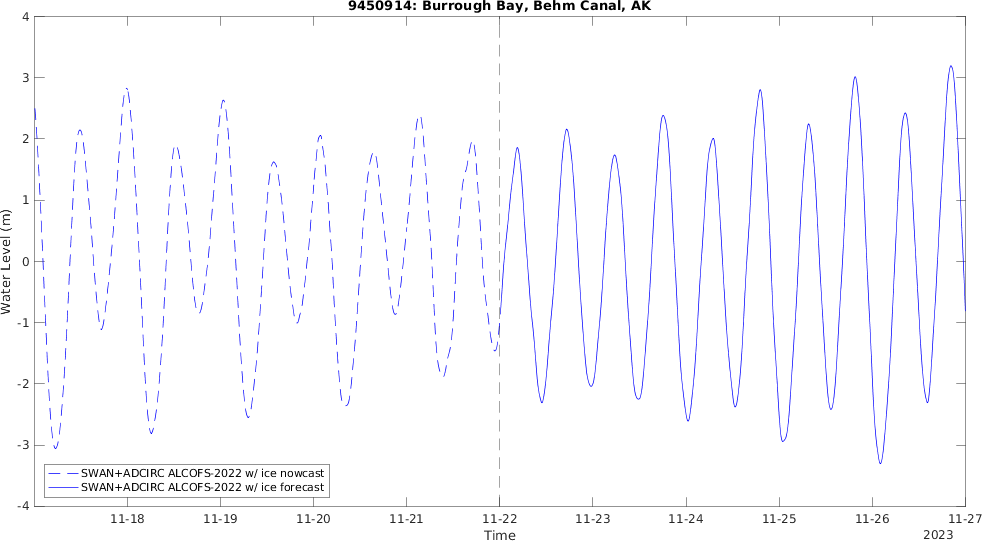 9450914: Burrough Bay, Behm Canal, AK
4
3
2
1
0
-1
-2
-3
-4
Water Level (m)
SWAN+ADCIRC ALCOFS-2022 w/ ice nowcast
SWAN+ADCIRC ALCOFS-2022 w/ ice forecast
11-18 11-19 11-20 11-21 11-22 11-23 11-24 11-25 11-26 11-27
Time
2023